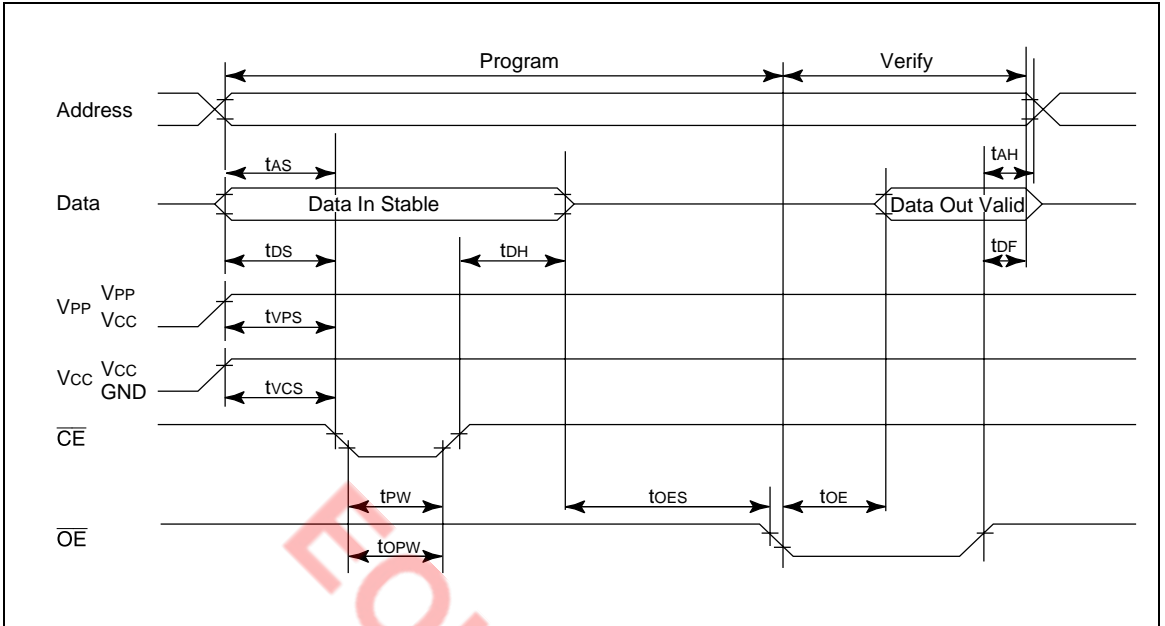 Program
Verify
Address
tAS
tAH
Data
Data In Stable
Data Out Valid
tDS
tDH
tDF
VPP
VPP
VCC
tVPS
VCC
VCC
GND
tVCS
CE
tPW
tOES
tOE
OE
tOPW